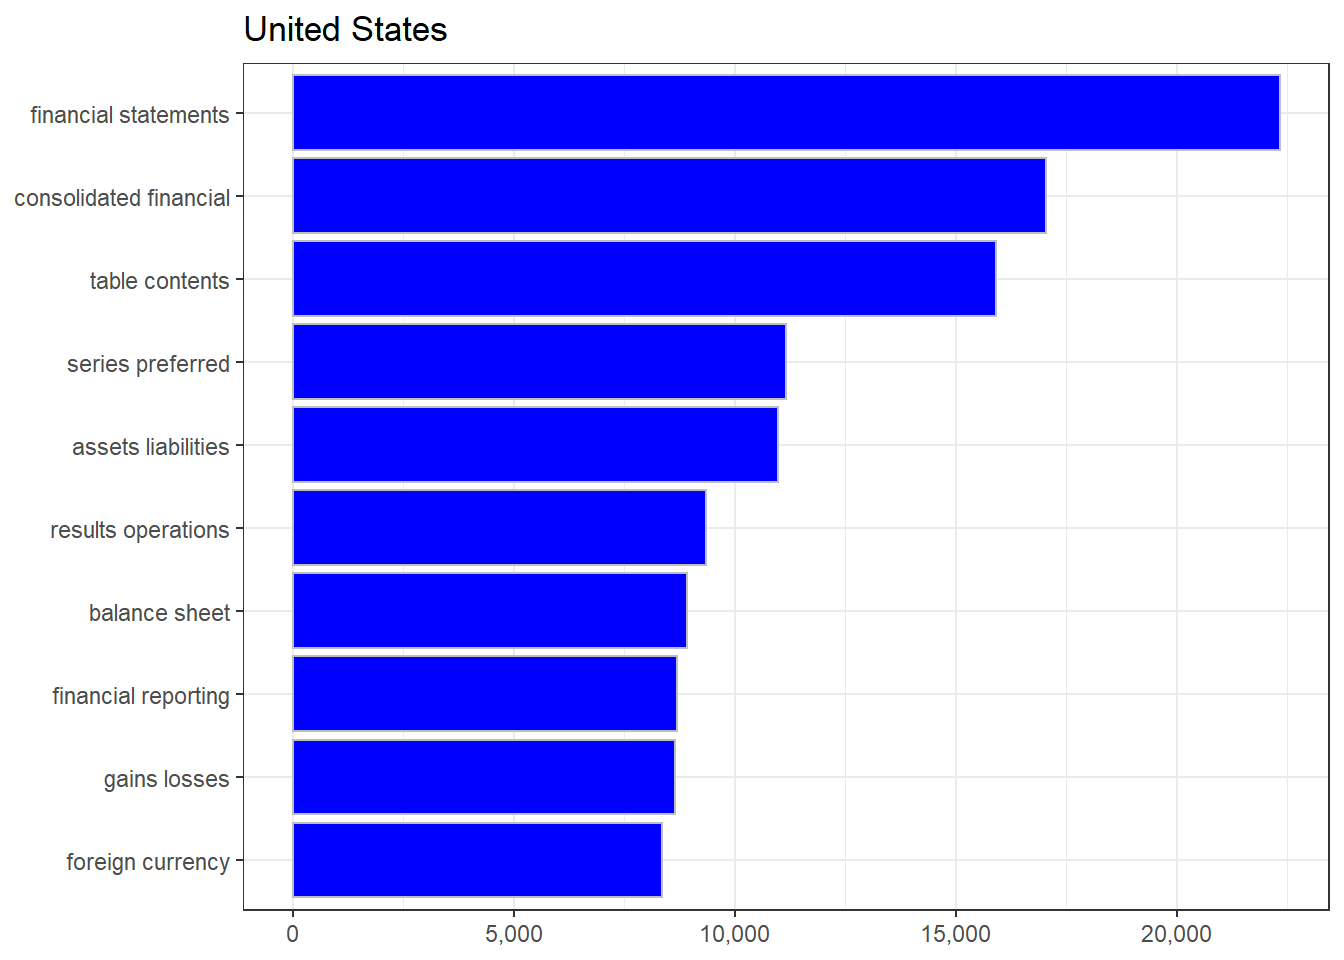 United States
financial statements
consolidated financial
table contents
series preferred
assets liabilities
results operations
balance sheet
financial reporting
gains losses
foreign currency
0 5,000 10,000 15,000 20,000